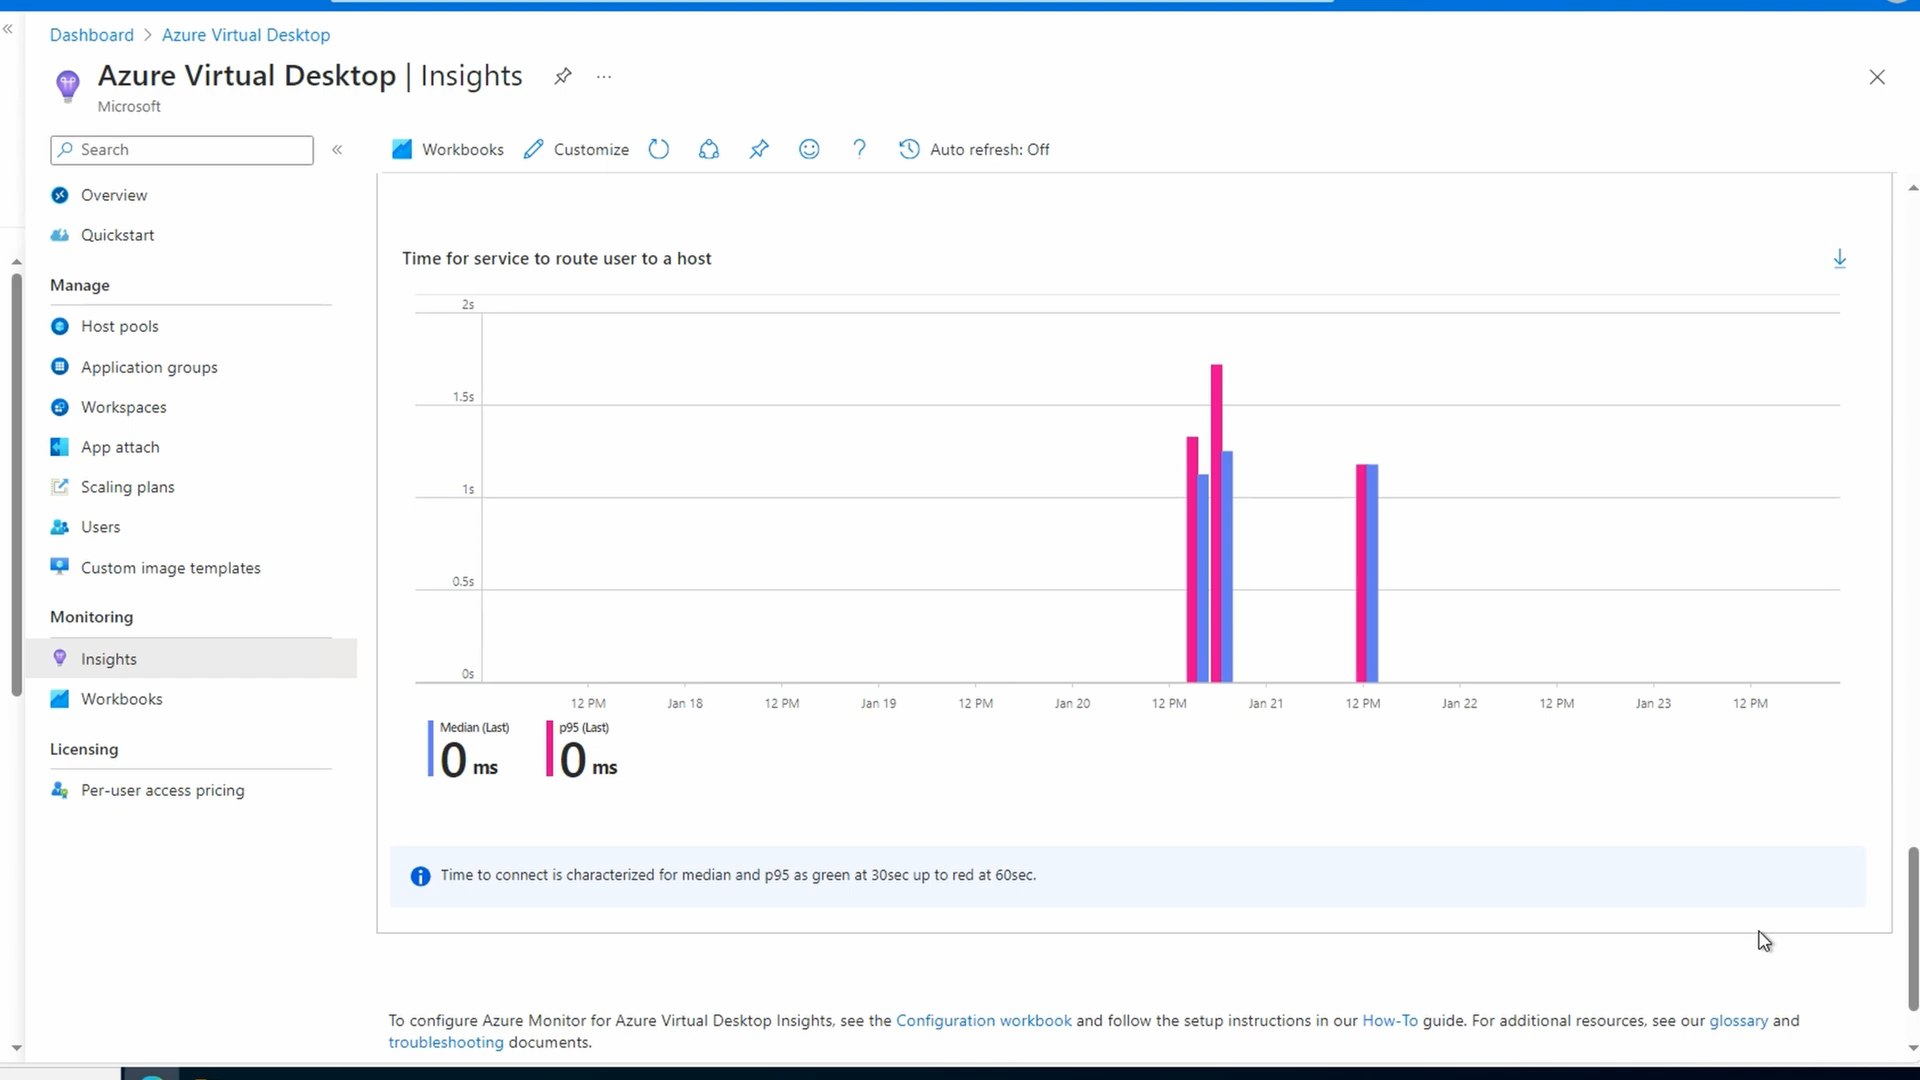 Dashboard > Azure Virtual Desktop
Azure Virtual Desktop | Insights
Microsoft
Search
Overview
Quickstart
Manage
Host pools
Application groups
Workspaces
App attach
Scaling plans
Users
Custom image templates
Monitoring
Insights
Workbooks
Licensing
Per-user access pricing
Workbooks Customize ? Auto refresh: Off
Time for service to route user to a host
2s
1.5s
1s
0.5s
0s
12 PM Jan 18 12 PM Jan 19 12 PM Jan 20 12 PM Jan 21 12 PM Jan 22 12 PM Jan 23 12 PM
Median (Last) p95 (Last)
0 ms 0 ms
Time to connect is characterized for median and p95 as green at 30sec up to red at 60sec.
To configure Azure Monitor for Azure Virtual Desktop Insights, see the Configuration workbook and follow the setup instructions in our How-To guide. For additional resources, see our glossary and
troubleshooting documents.